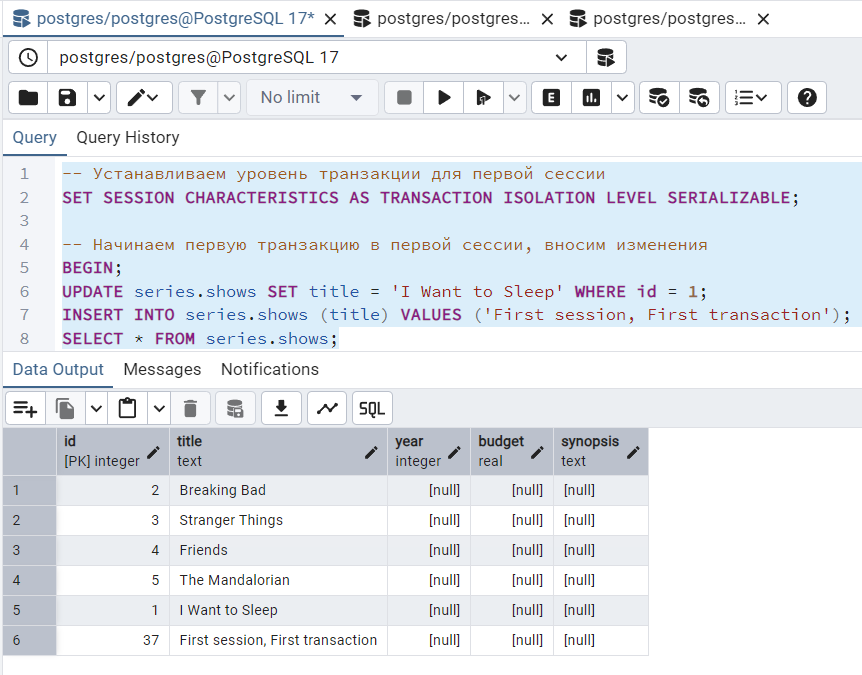 postgres/postgres@PostgreSQL 17* postgres/postgres... postgres/postgres...
postgres/postgres@PostgreSQL 17
No limit
E
Query Query History
1 -- Устанавливаем уровень транзакции для первой сессии
2 SET SESSION CHARACTERISTICS AS TRANSACTION ISOLATION LEVEL SERIALIZABLE;
3
4 -- Начинаем первую транзакцию в первой сессии, вносим изменения
5 BEGIN;
6 UPDATE series.shows SET title = 'I Want to Sleep' WHERE id = 1;
7 INSERT INTO series.shows (title) VALUES ('First session, First transaction');
8 SELECT * FROM series.shows;
Data Output Messages Notifications
SQL
id title year budget synopsis
[PK] integer text integer real text
1 2 Breaking Bad [null] [null] [null]
2 3 Stranger Things [null] [null] [null]
3 4 Friends [null] [null] [null]
4 5 The Mandalorian [null] [null] [null]
5 1 I Want to Sleep [null] [null] [null]
6 37 First session, First transaction [null] [null] [null]